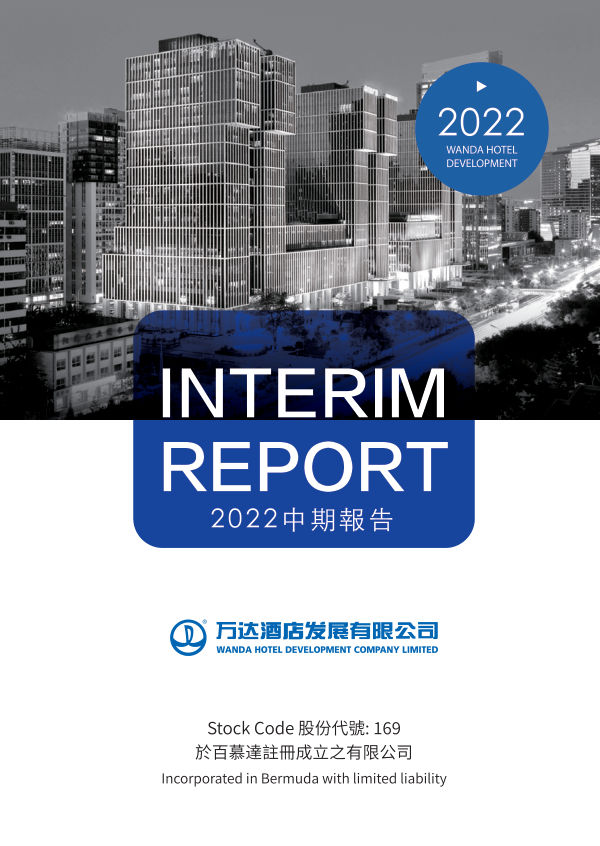 2022
WANDA HOTEL
DEVELOPMENT
INTERIM
REPORT
2022中期報告
万达酒店发展有限公司
WANDA HOTEL DEVELOPMENT COMPANY LIMITED
Stock Code 股份代號: 169
於百慕達註冊成立之有限公司
Incorporated in Bermuda with limited liability